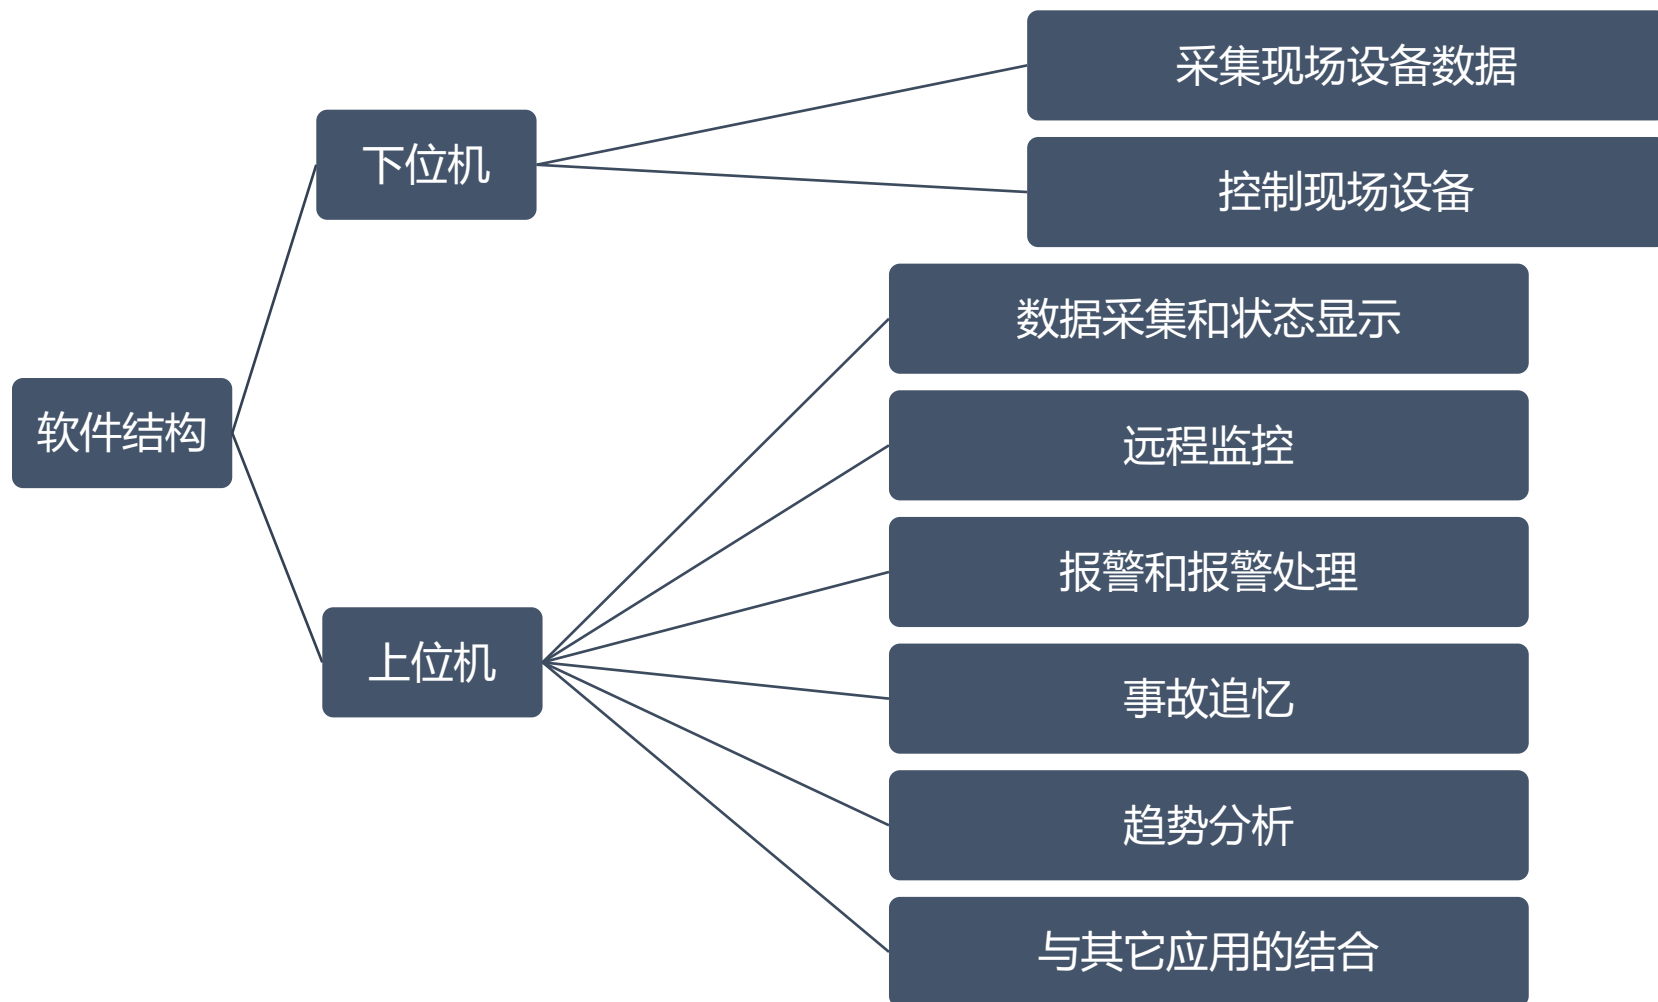 软件结构
下位机
采集现场设备数据
控制现场设备
上位机
数据采集和状态显示
远程监控
报警和报警处理
事故追忆
趋势分析
与其它应用的结合